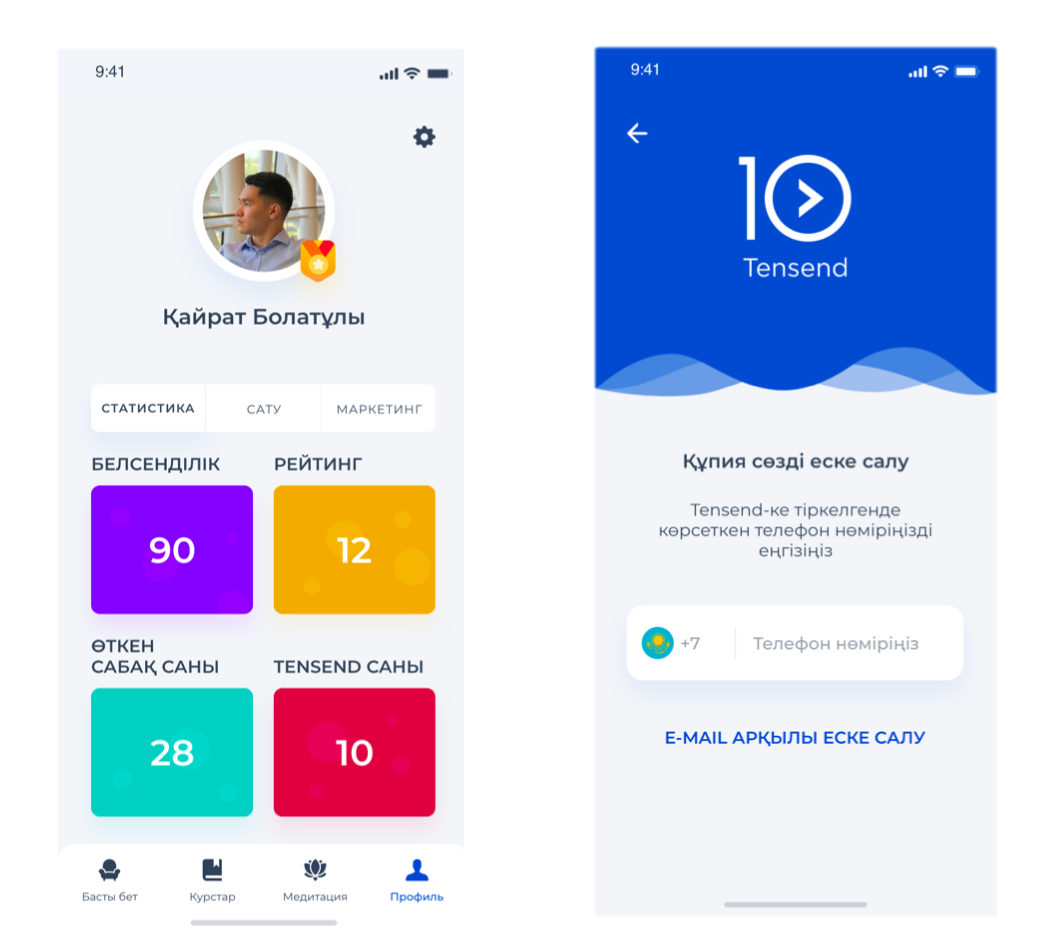 9:41
Қайрат Болатұлы
СТАТИСТИКА САТУ МАРКЕТИНГ
БЕЛСЕНДІЛІК РЕЙТИНГ
90 12
ӨТКЕН
САБАҚ САНЫ TENSEND САНЫ
28 10
Басты бет Курстар Медитация Профиль
9:41
10
Tensend
Құпия сөзді еске салу
Tensend-ке тіркелгенде
көрсеткен телефон нөміріңізді
еңгізіңіз
+7 Телефон нөміріңіз
E-MAIL АРҚЫЛЫ ЕСКЕ САЛУ